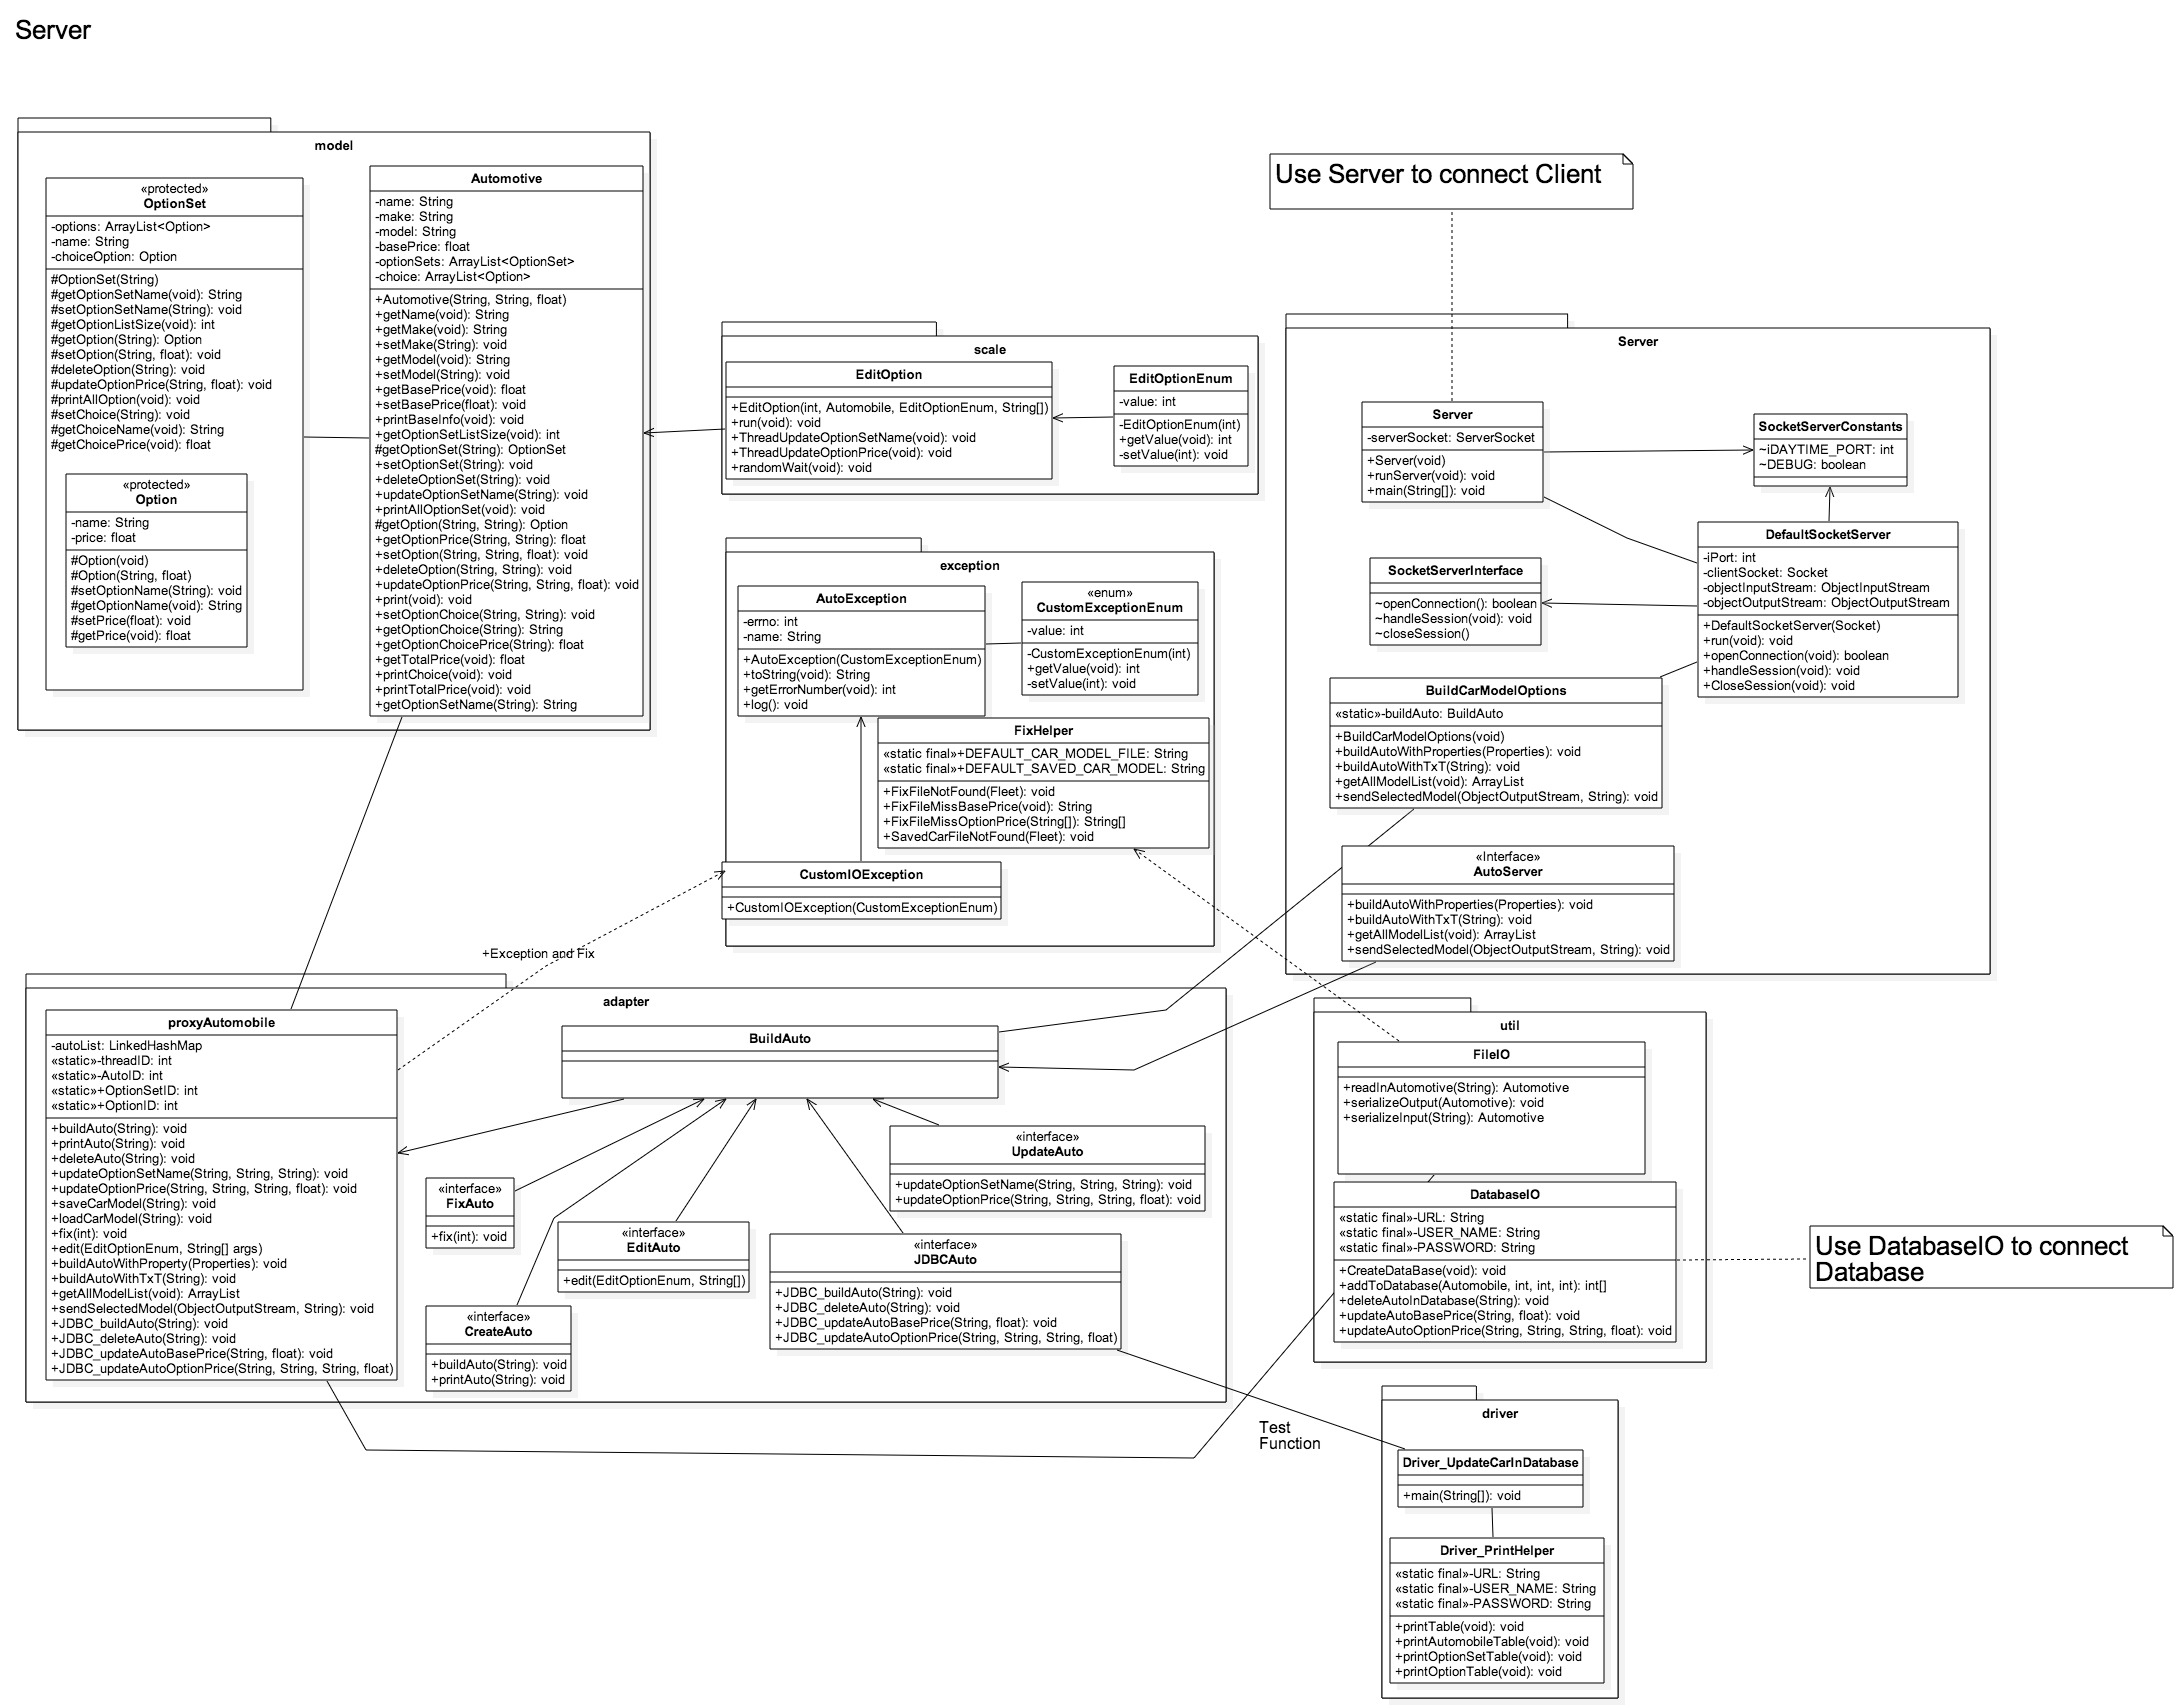 Server
model
«protected»
OptionSet
-options: ArrayList<Option>
-name: String
-choiceOption: Option
#OptionSet(String)
#getOptionSetName(void): String
#setOptionSetName(String): void
#getOptionListSize(void): int
#getOption(String): Option
#setOption(String, float): void
#deleteOption(String): void
#updateOptionPrice(String, float): void
#printAllOption(void): void
#setChoice(String): void
#getChoiceName(void): String
#getChoicePrice(void): float
«protected»
Option
-name: String
-price: float
#Option(void)
#Option(String, float)
#setOptionName(String): void
#getOptionName(void): String
#setPrice(float): void
#getPrice(void): float
Automotive
-name: String
-make: String
-model: String
-basePrice: float
-optionSets: ArrayList<OptionSet>
-choice: ArrayList<Option>
+Automotive(String, String, float)
+getName(void): String
+getMake(void): String
+setMake(String): void
+getModel(void): String
+setModel(String): void
+getBasePrice(void): float
+setBasePrice(float): void
+printBaseInfo(void): void
+getOptionSetListSize(void): int
#getOptionSet(String): OptionSet
+setOptionSet(String): void
+deleteOptionSet(String): void
+updateOptionSetName(String): void
+printAllOptionSet(void): void
#getOption(String, String): Option
+getOptionPrice(String, String): float
+setOption(String, String, float): void
+deleteOption(String, String): void
+updateOptionPrice(String, String, float): void
+print(void): void
+setOptionChoice(String, String): void
+getOptionChoice(String): String
+getOptionChoicePrice(String): float
+getTotalPrice(void): float
+printChoice(void): void
+printTotalPrice(void): void
+getOptionSetName(String): String
scale
EditOption
+EditOption(int, Automobile, EditOptionEnum, String[])
+run(void): void
+ThreadUpdateOptionSetName(void): void
+ThreadUpdateOptionPrice(void): void
+randomWait(void): void
EditOptionEnum
-value: int
-EditOptionEnum(int)
+getValue(void): int
-setValue(int): void
exception
AutoException
-errno: int
-name: String
+AutoException(CustomExceptionEnum)
+toString(void): String
+getErrorNumber(void): int
+log(): void
«enum»
CustomExceptionEnum
-value: int
-CustomExceptionEnum(int)
+getValue(void): int
-setValue(int): void
FixHelper
«static final»+DEFAULT_CAR_MODEL_FILE: String
«static final»+DEFAULT_SAVED_CAR_MODEL: String
+FixFileNotFound(Fleet): void
+FixFileMissBasePrice(void): String
+FixFileMissOptionPrice(String[]): String[]
+SavedCarFileNotFound(Fleet): void
CustomIOException
+CustomIOException(CustomExceptionEnum)
+Exception and Fix
Use Server to connect Client
Server
Server
-serverSocket: ServerSocket
+Server(void)
+runServer(void): void
+main(String[]): void
SocketServerConstants
~iDAYTIME_PORT: int
~DEBUG: boolean
DefaultSocketServer
-iPort: int
-clientSocket: Socket
-objectInputStream: ObjectInputStream
-objectOutputStream: ObjectOutputStream
+DefaultSocketServer(Socket)
+run(void): void
+openConnection(void): boolean
+handleSession(void): void
+CloseSession(void): void
SocketServerInterface
~openConnection(): boolean
~handleSession(void): void
~closeSession()
BuildCarModelOptions
«static»-buildAuto: BuildAuto
+BuildCarModelOptions(void)
+buildAutoWithProperties(Properties): void
+buildAutoWithTxT(String): void
+getAllModelList(void): ArrayList
+sendSelectedModel(ObjectOutputStream, String): void
«Interface»
AutoServer
+buildAutoWithProperties(Properties): void
+buildAutoWithTxT(String): void
+getAllModelList(void): ArrayList
+sendSelectedModel(ObjectOutputStream, String): void
adapter
proxyAutomobile
-autoList: LinkedHashMap
«static»-threadID: int
«static»-AutoID: int
«static»+OptionSetID: int
«static»+OptionID: int
+buildAuto(String): void
+printAuto(String): void
+deleteAuto(String): void
+updateOptionSetName(String, String, String): void
+updateOptionPrice(String, String, String, float): void
+saveCarModel(String): void
+loadCarModel(String): void
+fix(int): void
+edit(EditOptionEnum, String[] args)
+buildAutoWithProperty(Properties): void
+buildAutoWithTxT(String): void
+getAllModelList(void): ArrayList
+sendSelectedModel(ObjectOutputStream, String): void
+JDBC_buildAuto(String): void
+JDBC_deleteAuto(String): void
+JDBC_updateAutoBasePrice(String, float): void
+JDBC_updateAutoOptionPrice(String, String, String, float)
BuildAuto
«interface»
UpdateAuto
+updateOptionSetName(String, String, String): void
+updateOptionPrice(String, String, String, float): void
«interface»
FixAuto
+fix(int): void
«interface»
EditAuto
+edit(EditOptionEnum, String[])
«interface»
JDBCAuto
+JDBC_buildAuto(String): void
+JDBC_deleteAuto(String): void
+JDBC_updateAutoBasePrice(String, float): void
+JDBC_updateAutoOptionPrice(String, String, String, float)
«interface»
CreateAuto
+buildAuto(String): void
+printAuto(String): void
util
FileIO
+readInAutomotive(String): Automotive
+serializeOutput(Automotive): void
+serializeInput(String): Automotive
DatabaseIO
«static final»-URL: String
«static final»-USER_NAME: String
«static final»-PASSWORD: String
+CreateDataBase(void): void
+addToDatabase(Automobile, int, int, int): int[]
+deleteAutoInDatabase(String): void
+updateAutoBasePrice(String, float): void
+updateAutoOptionPrice(String, String, String, float): void
Use DatabaseIO to connect
Database
Test
Function
driver
Driver_UpdateCarInDatabase
+main(String[]): void
Driver_PrintHelper
«static final»-URL: String
«static final»-USER_NAME: String
«static final»-PASSWORD: String
+printTable(void): void
+printAutomobileTable(void): void
+printOptionSetTable(void): void
+printOptionTable(void): void